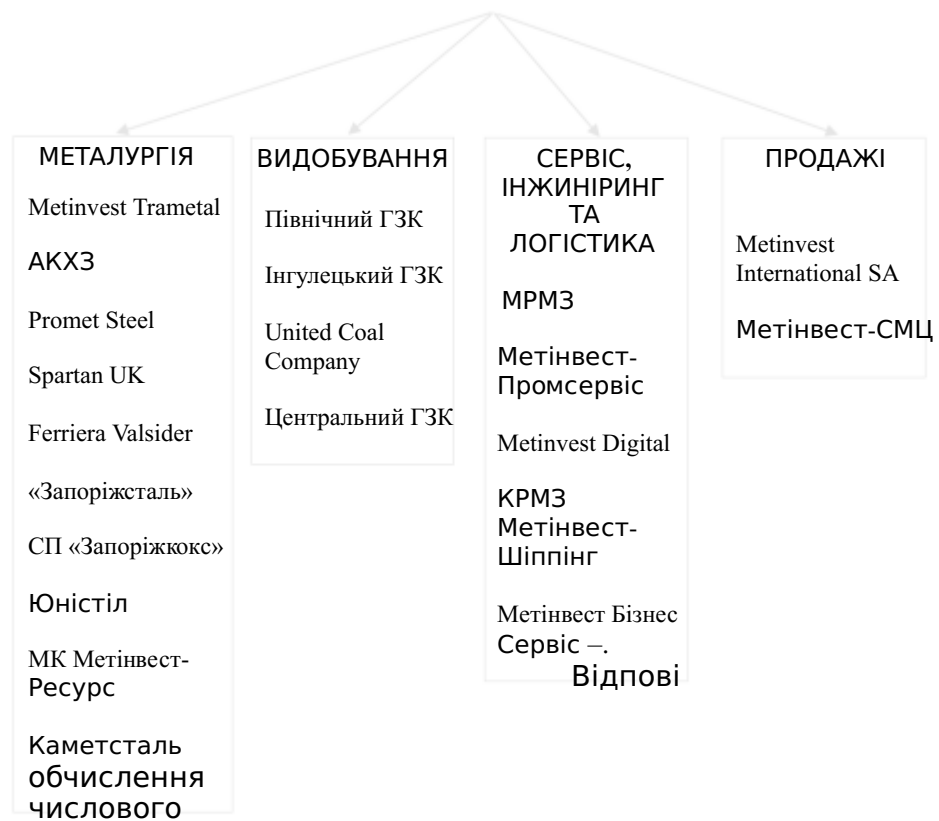 МЕТАЛУРГІЯ
Metinvest Trametal
АКХЗ
Promet Steel
Spartan UK
Ferriera Valsider
«Запоріжсталь»
СП «Запоріжкокс»
Юністіл
МК Метінвест-
Ресурс
Каметсталь
обчислення
числового
ВИДОБУВАННЯ
Північний ГЗК
Інгулецький ГЗК
United Coal
Company
Центральний ГЗК
СЕРВІС,
ІНЖИНІРИНГ
ТА
ЛОГІСТИКА
МРМЗ
Метінвест-
Промсервіс
Metinvest Digital
КРМЗ
Метінвест-
Шіппінг
Метінвест Бізнес
Сервіс –.
Відпові
ПРОДАЖІ
Metinvest
International SA
Метінвест-СМЦ